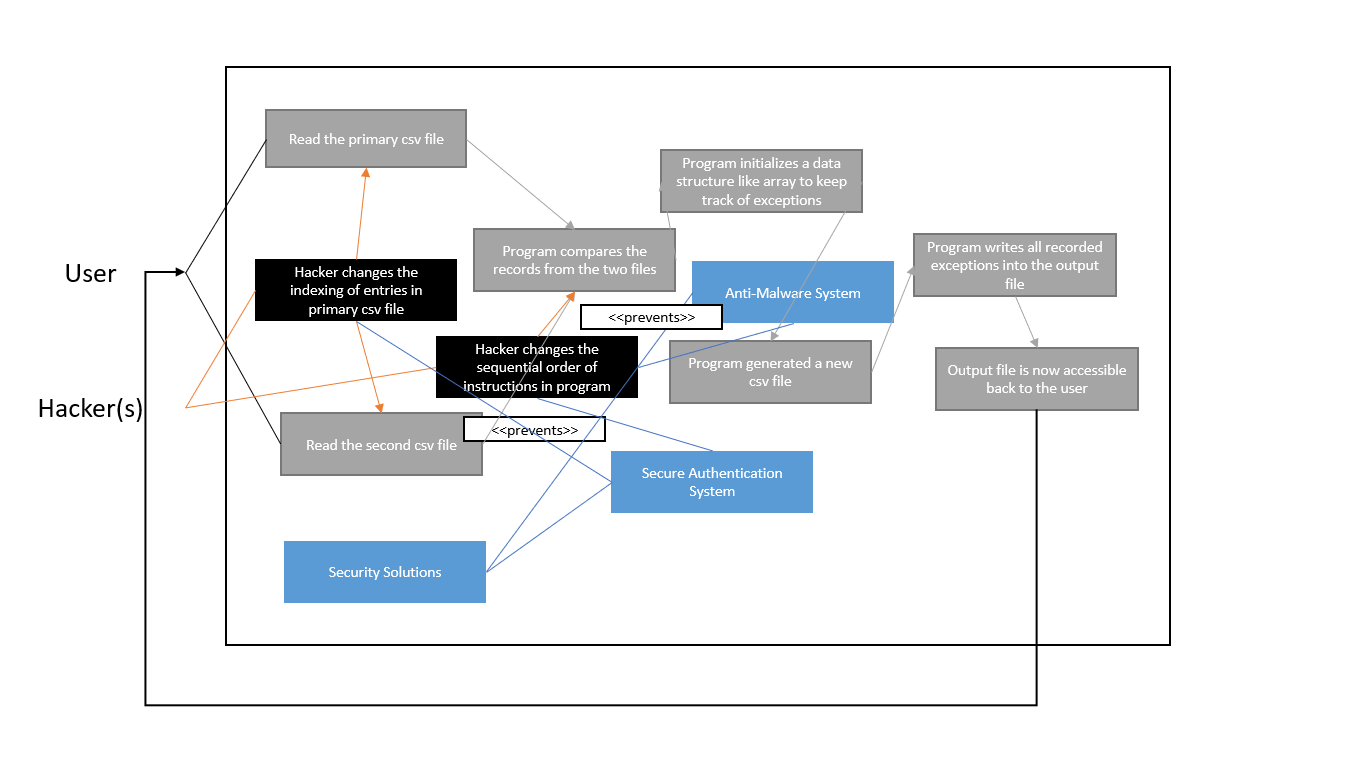 Read the primary csv file
Program initializes a data
structure like array to keep
track of exceptions
Program compares the
records from the two files
Program writes all recorded
exceptions into the output
file
User
Hacker changes the
indexing of entries in
primary csv file
Anti-Malware System
<<prevents>>
Hacker changes the
sequential order of
instructions in program
Program generated a new
csv file
Output file is now accessible
back to the user
Hacker(s)
Read the second csv file
<<prevents>>
Secure Authentication
System
Security Solutions